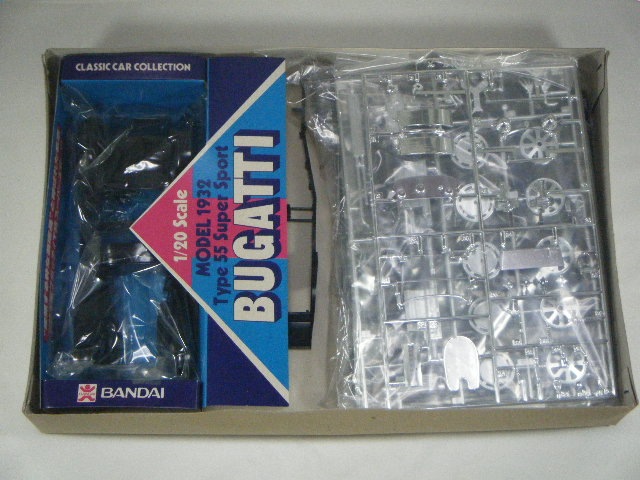 CLASSIC CAR COLLECTION
1/20 Scale
MODEL 1932
Type 55 Super Sport
BUGATTI
BANDAI